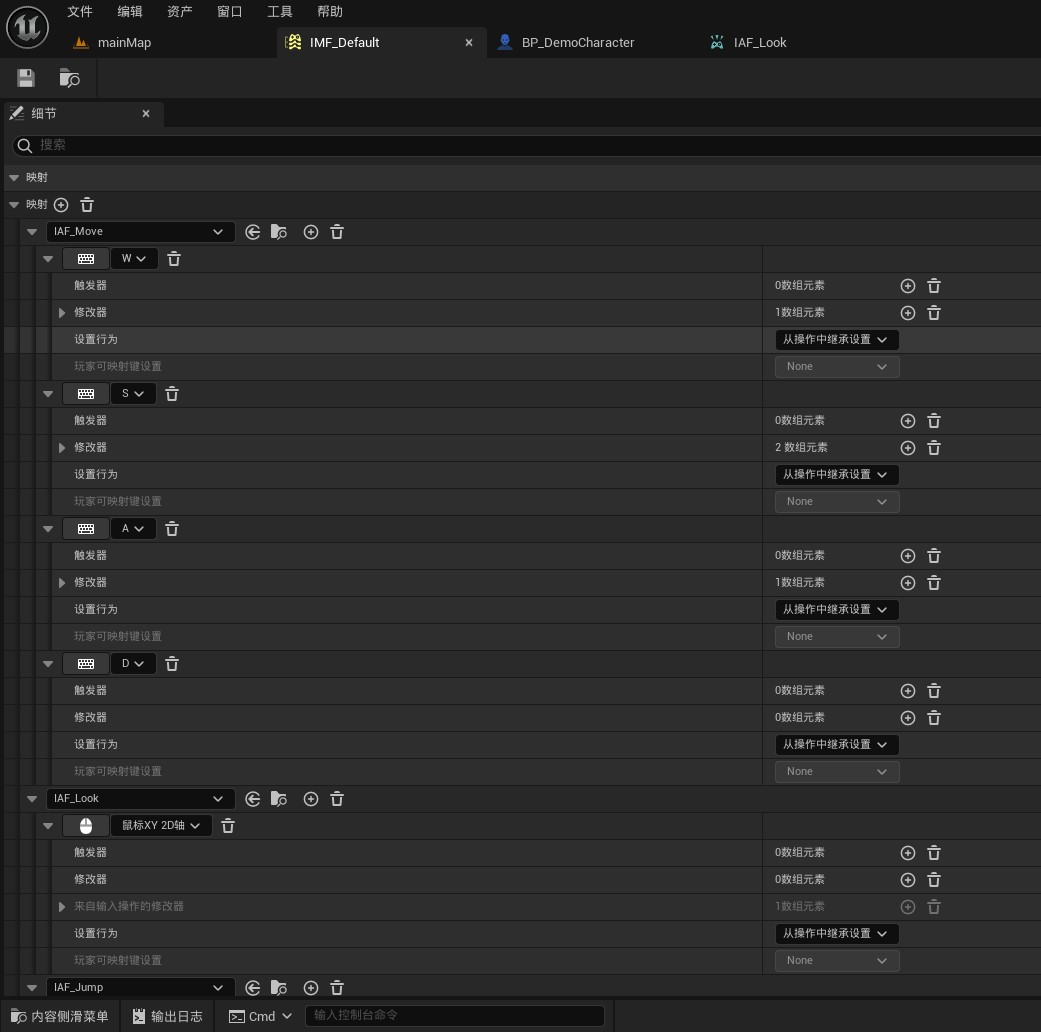 文件 编辑 资产 窗口 工具 帮助
mainMap IMF_Default BP_DemoCharacter IAF_Look
细节
搜索
映射
映射
IAF_Move
W
触发器 0数组元素
修改器 1数组元素
设置行为 从操作中继承设置
玩家可映射键设置 None
S
触发器 0数组元素
修改器 2 数组元素
设置行为 从操作中继承设置
玩家可映射键设置 None
A
触发器 0数组元素
修改器 1数组元素
设置行为 从操作中继承设置
玩家可映射键设置 None
D
触发器 0数组元素
修改器 0数组元素
设置行为 从操作中继承设置
玩家可映射键设置 None
IAF_Look
鼠标XY 2D轴
触发器 0数组元素
修改器 0数组元素
来自输入操作的修改器 1数组元素
设置行为 从操作中继承设置
玩家可映射键设置 None
IAF_Jump
内容侧滑菜单 输出日志 Cmd 输入控制台命令